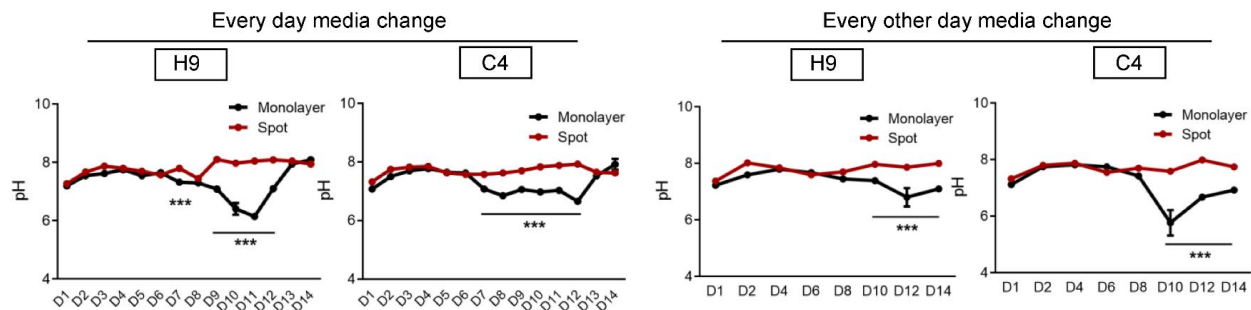 Every day media change
Every other day media change
H9
C4
H9
C4
10
8
6
4
pH
Monolayer
Spot
***
***
D1 D2 D3 D4 D5 D6 D7 D8 D9 D10 D11 D12 D13 D14
10
8
6
4
pH
Monolayer
Spot
***
D1 D2 D3 D4 D5 D6 D7 D8 D9 D10 D11 D12 D13 D14
10
8
6
4
pH
Monolayer
Spot
***
D1 D2 D4 D6 D8 D10 D12 D14
10
8
6
4
pH
Monolayer
Spot
***
D1 D2 D4 D6 D8 D10 D12 D14